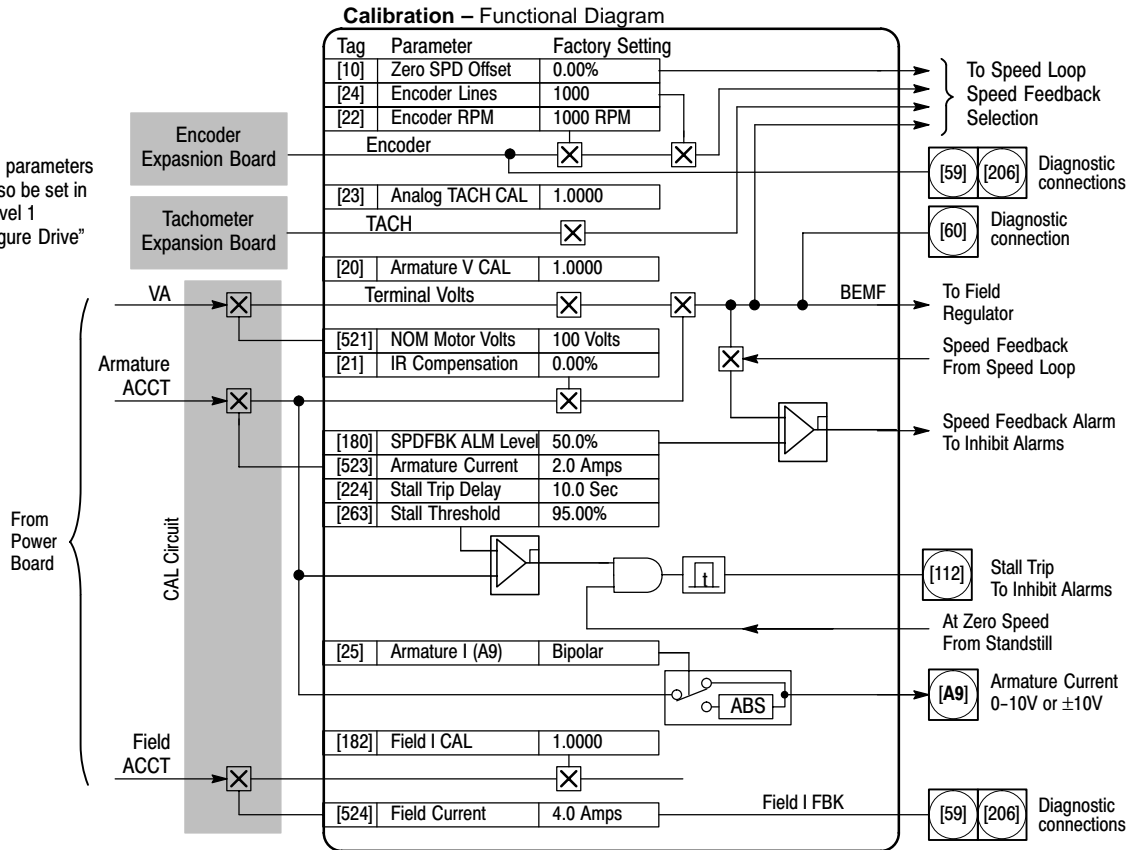 Calibration – Functional Diagram
Tag Parameter Factory Setting
[10] Zero SPD Offset 0.00%
[24] Encoder Lines 1000
[22] Encoder RPM 1000 RPM
Encoder
[23] Analog TACH CAL 1.0000
TACH
[20] Armature V CAL 1.0000
Terminal Volts
BEMF
[521] NOM Motor Volts 100 Volts
[21] IR Compensation 0.00%
[180] SPDFBK ALM Level 50.0%
[523] Armature Current 2.0 Amps
[224] Stall Trip Delay 10.0 Sec
[263] Stall Threshold 95.00%
t
[25] Armature I (A9) Bipolar
ABS
[182] Field I CAL 1.0000
[524] Field Current 4.0 Amps
Field I FBK
parameters
so be set in
vel 1
gure Drive”
Encoder
Expasnion Board
Tachometer
Expansion Board
VA
Armature
ACCT
From
Power
Board
CAL Circuit
Field
ACCT
To Speed Loop
Speed Feedback
Selection
[59] [206] Diagnostic
connections
[60] Diagnostic
connection
To Field
Regulator
Speed Feedback
From Speed Loop
Speed Feedback Alarm
To Inhibit Alarms
[112] Stall Trip
To Inhibit Alarms
At Zero Speed
From Standstill
[A9] Armature Current
0-10V or ±10V
[59] [206] Diagnostic
connections